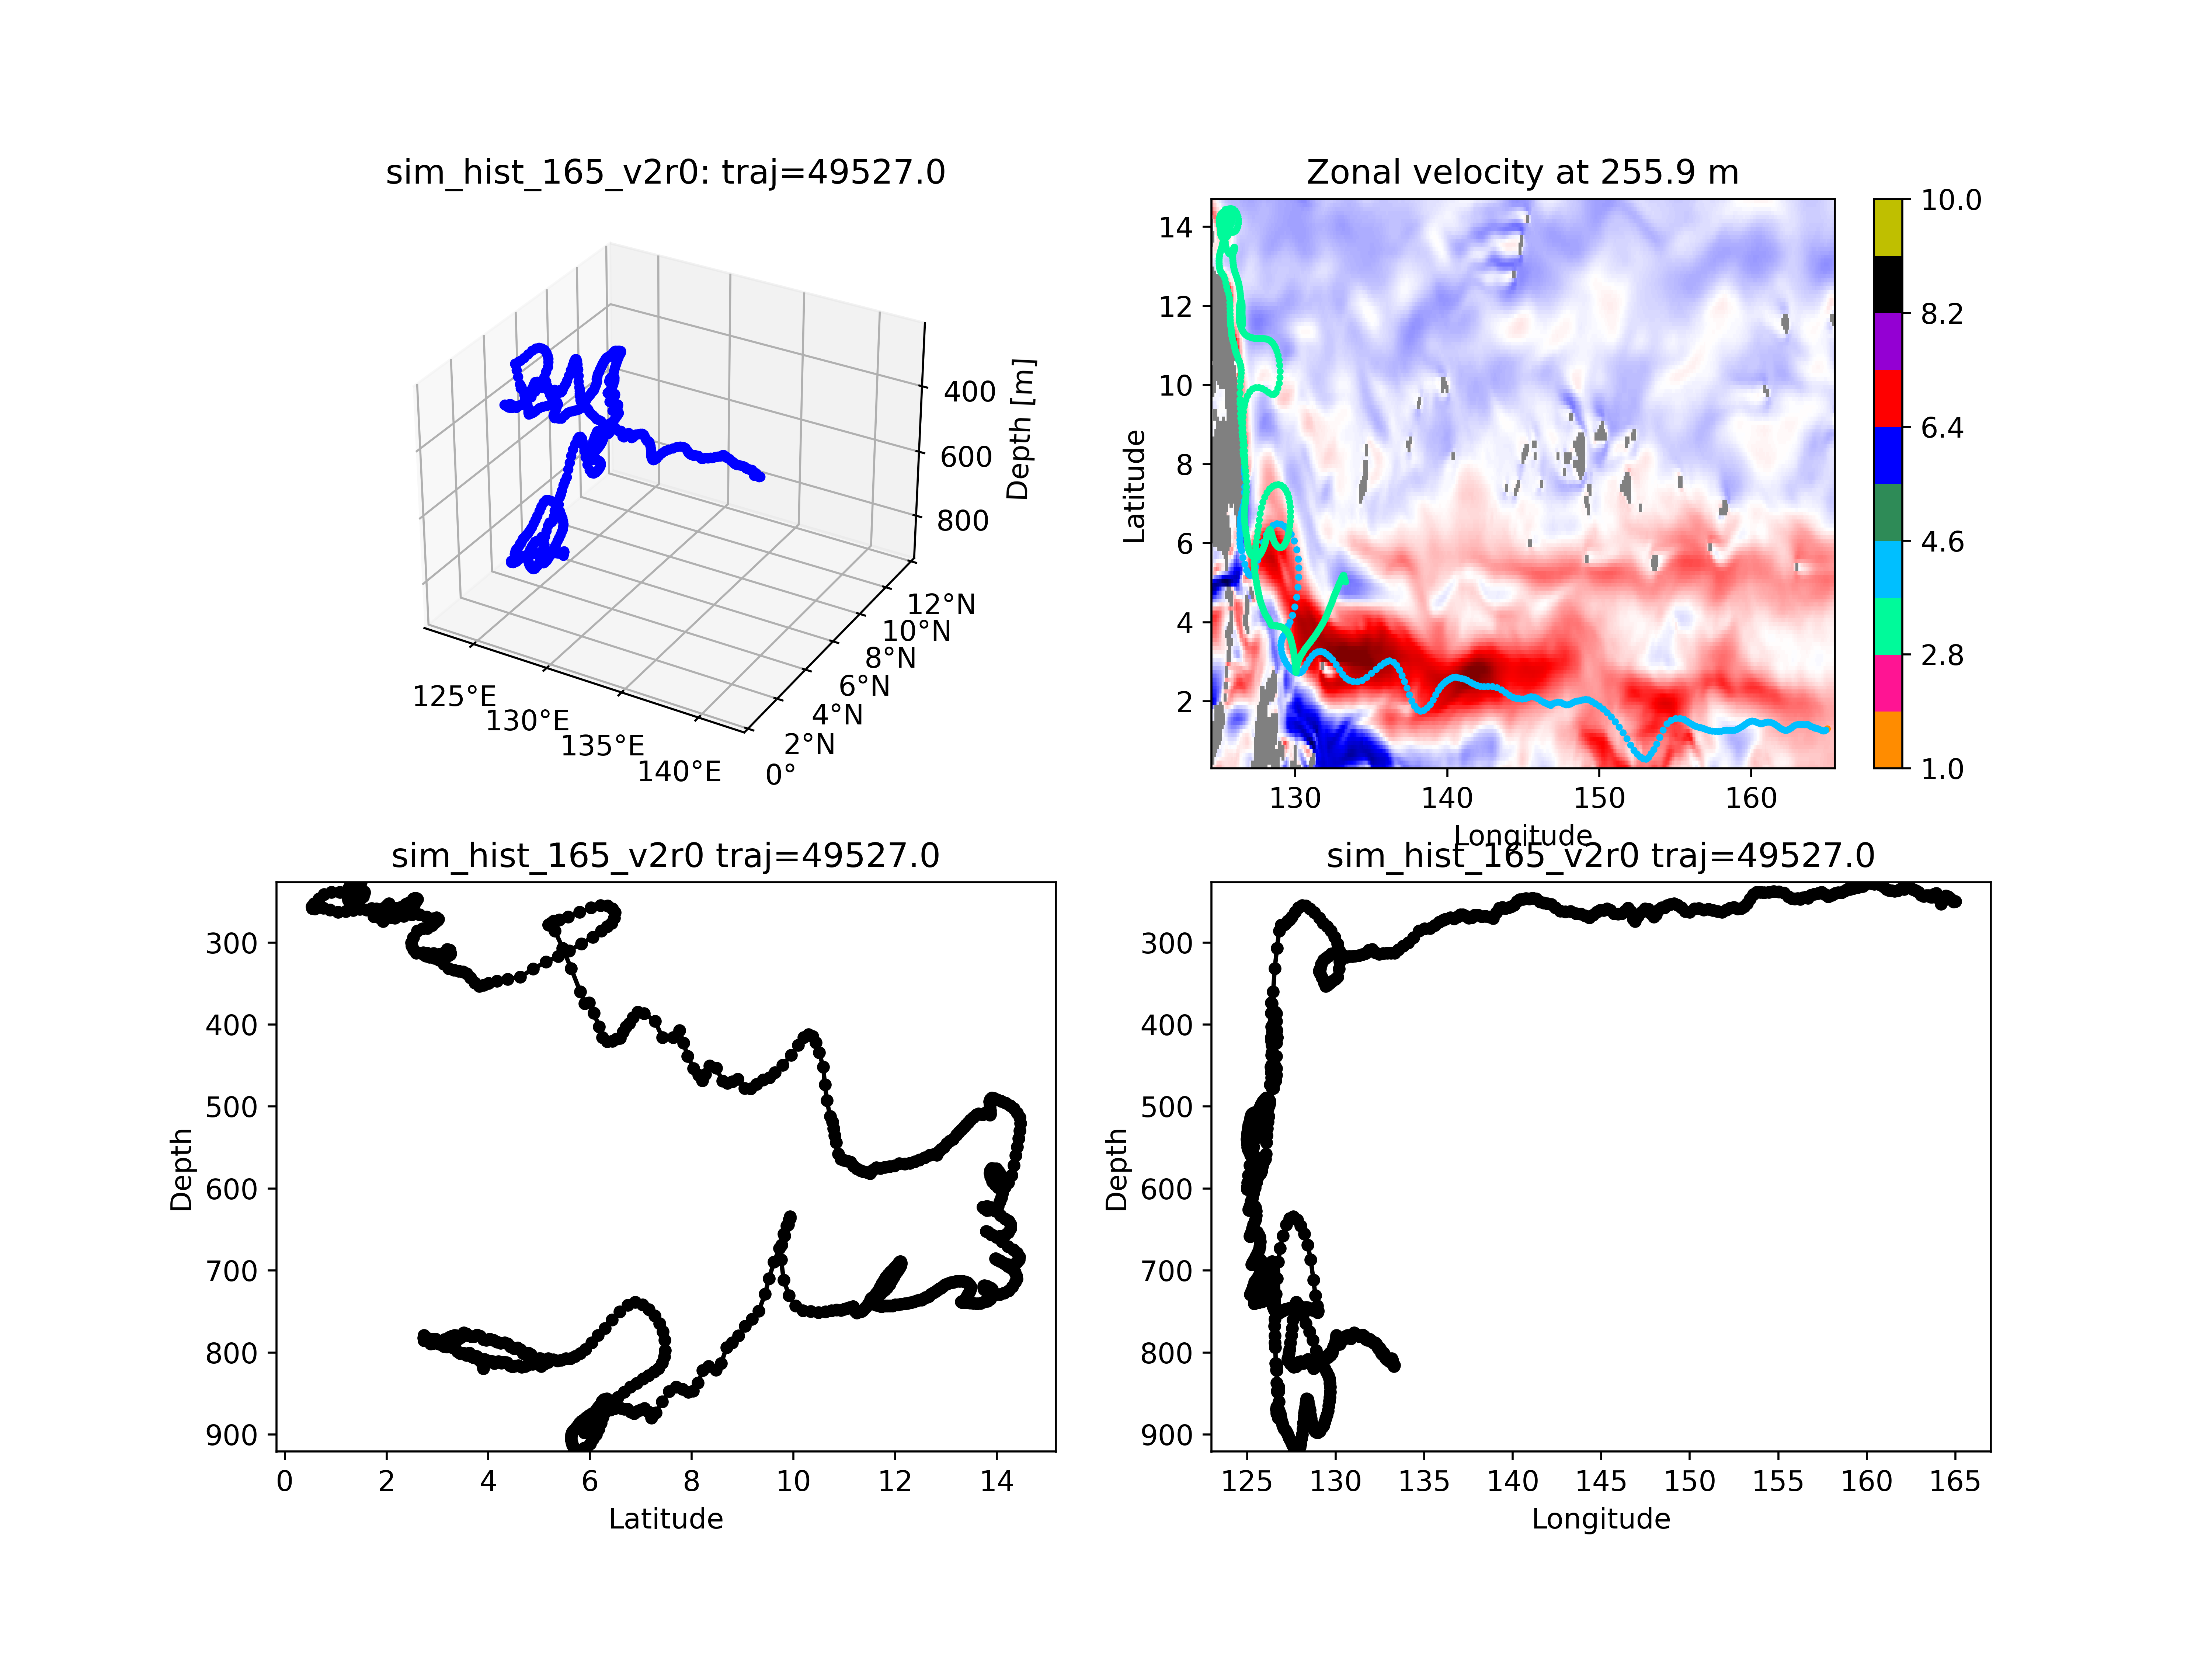 sim_hist_165_v2r0: traj=49527.0
400
600
800
Depth [m]
125°E
130°E
135°E
140°E
0°
2°N
4°N
6°N
8°N
10°N
12°N
Zonal velocity at 255.9 m
14
12
10
8
6
4
2
Latitude
130
140
150
160
Longitude
10.0
8.2
6.4
4.6
2.8
1.0
sim_hist_165_v2r0 traj=49527.0
300
400
500
600
700
800
900
Depth
0
2
4
6
8
10
12
14
Latitude
sim_hist_165_v2r0 traj=49527.0
300
400
500
600
700
800
900
Depth
125
130
135
140
145
150
155
160
165
Longitude